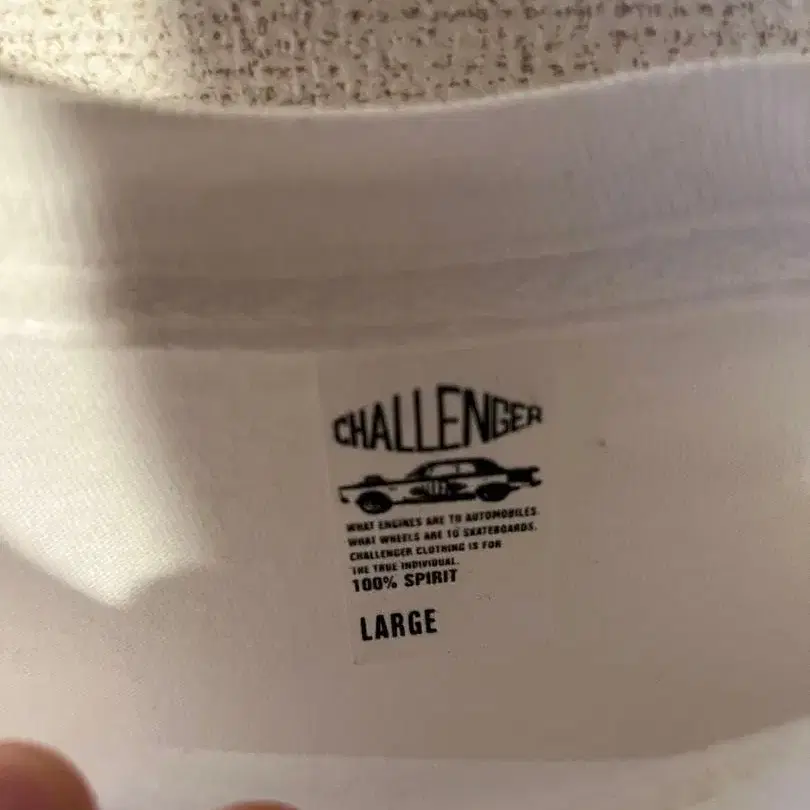 CHALLENGER
WHAT ENGINES ARE TO AUTOMOBILES.
WHAT WHEELS ARE TO SKATEBOARDS.
CHALLENGER CLOTHING IS FOR
THE TRUE INDIVIDUAL.
100% SPIRIT
LARGE